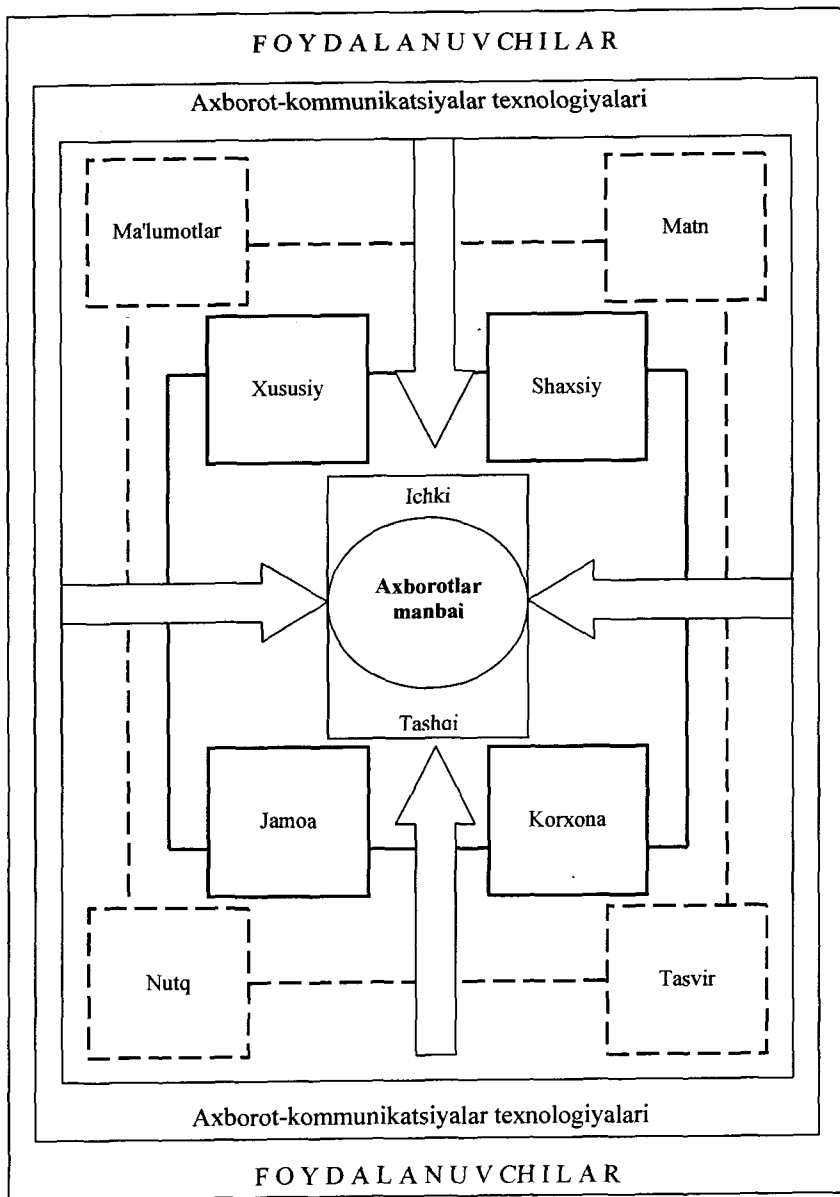 FOYDALANUVCHILAR
Axborot-kommunikatsiyalar texnologiyalari
Ma'lumotlar
Matn
Xususiy
Shaxsiy
Ichki
Axborotlar
manbai
Tashqi
Jamoa
Korxona
Nutq
Tasvir
Axborot-kommunikatsiyalar texnologiyalari
FOYDALANUVCHILAR